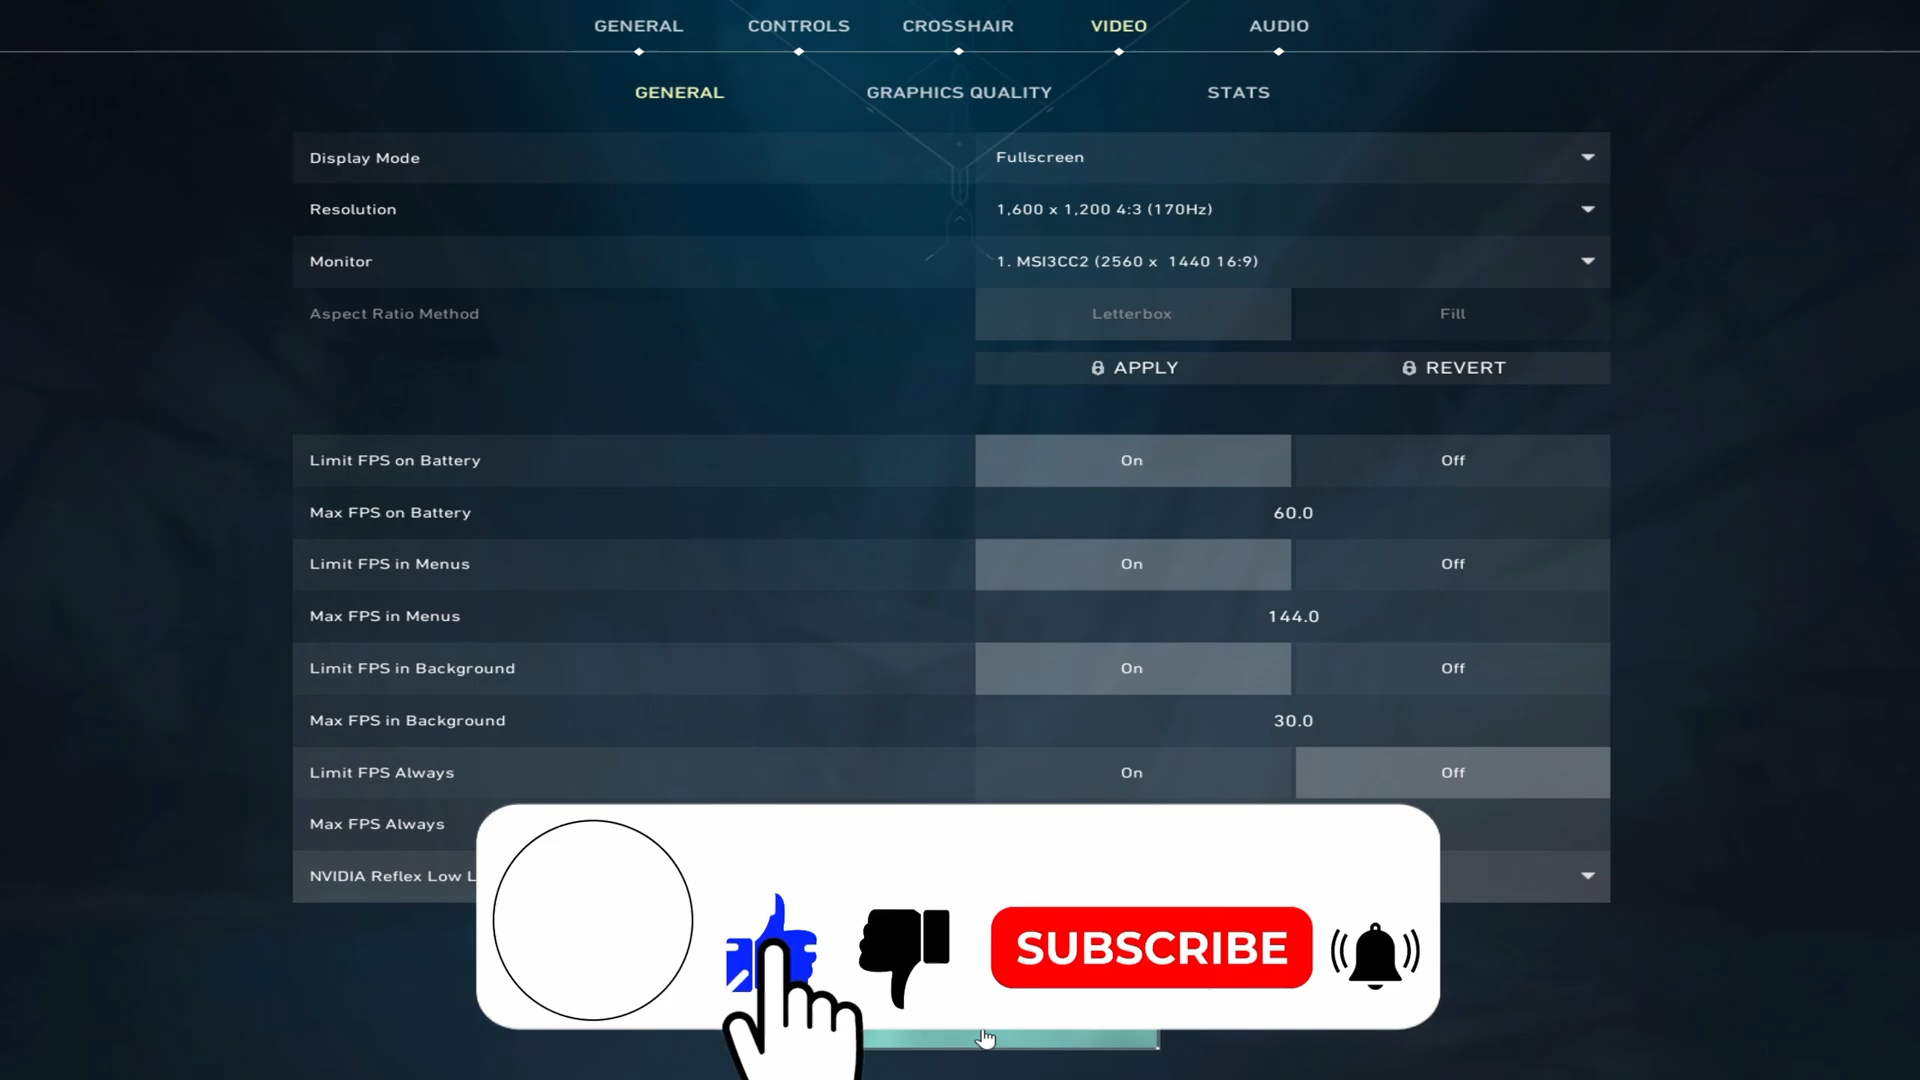 GENERAL CONTROLS CROSSHAIR VIDEO AUDIO
GENERAL GRAPHICS QUALITY STATS
Display Mode Fullscreen
Resolution 1,600 x 1,200 4:3 (170Hz)
Monitor 1. MSI3CC2 (2560 x 1440 16:9)
Aspect Ratio Method Letterbox Fill
APPLY REVERT
Limit FPS on Battery On Off
Max FPS on Battery 60.0
Limit FPS in Menus On Off
Max FPS in Menus 144.0
Limit FPS in Background On Off
Max FPS in Background 30.0
Limit FPS Always On Off
Max FPS Always
NVIDIA Reflex Low L
SUBSCRIBE